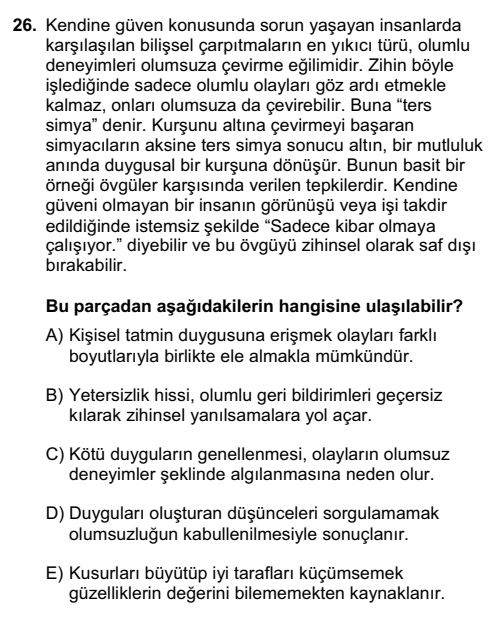 26. Kendine güven konusunda sorun yaşayan insanlarda
karşılaşılan bilişsel çarpıtmaların en yıkıcı türü, olumlu
deneyimleri olumsuza çevirme eğilimidir. Zihin böyle
işlediğinde sadece olumlu olayları göz ardı etmekle
kalmaz, onları olumsuza da çevirebilir. Buna “ters
simya” denir. Kurşunu altına çevirmeyi başaran
simyacıların aksine ters simya sonucu altın, bir mutluluk
anında duygusal bir kurşuna dönüşür. Bunun basit bir
örneği övgüler karşısında verilen tepkilerdir. Kendine
güveni olmayan bir insanın görünüşü veya işi takdir
edildiğinde istemsiz şekilde “Sadece kibar olmaya
çalışıyor.” diyebilir ve bu övgüyü zihinsel olarak saf dışı
bırakabilir.
Bu parçadan aşağıdakilerin hangisine ulaşılabilir?
A) Kişisel tatmin duygusuna erişmek olayları farklı
boyutlarıyla birlikte ele almakla mümkündür.
B) Yetersizlik hissi, olumlu geri bildirimleri geçersiz
kılarak zihinsel yanılsamalara yol açar.
C) Kötü duyguların genellenmesi, olayların olumsuz
deneyimler şeklinde algılanmasına neden olur.
D) Duyguları oluşturan düşünceleri sorgulamamak
olumsuzluğun kabullenilmesiyle sonuçlanır.
E) Kusurları büyütüp iyi tarafları küçümsemek
güzelliklerin değerini bilememekten kaynaklanır.